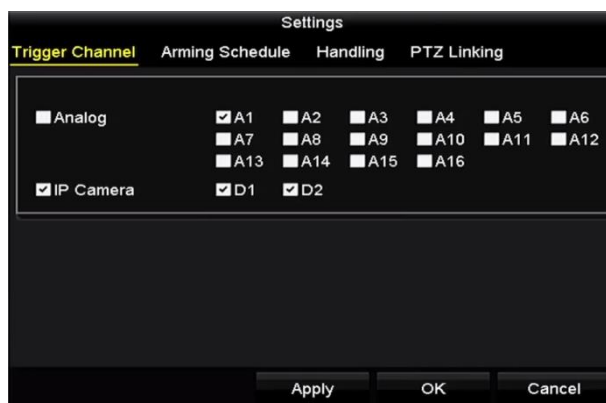 Settings
Trigger Channel Arming Schedule Handling PTZ Linking
Analog A1 A2 A3 A4 A5 A6
A7 A8 A9 A10 A11 A12
A13 A14 A15 A16
IP Camera D1 D2
Apply OK Cancel